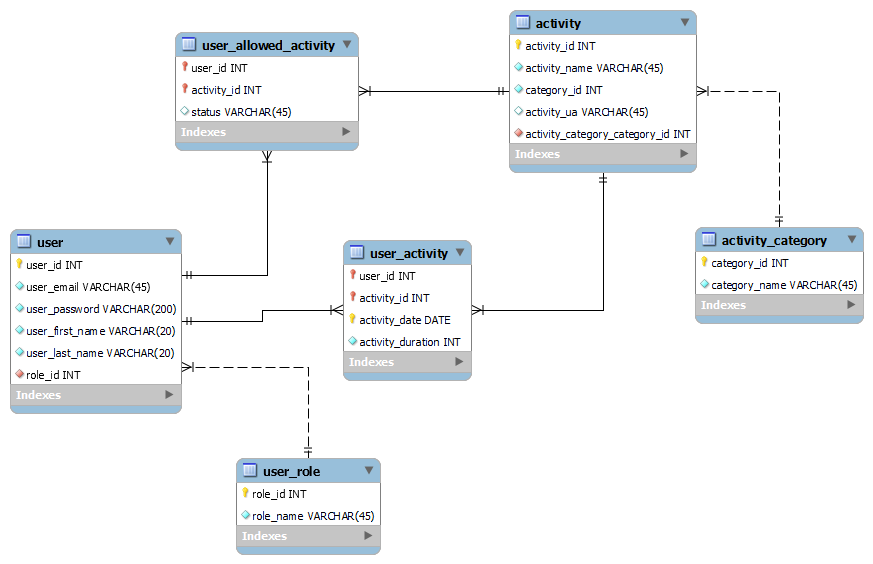 user_allowed_activity
user_id INT
activity_id INT
status VARCHAR(45)
Indexes
activity
activity_id INT
activity_name VARCHAR(45)
category_id INT
activity_ua VARCHAR(45)
activity_category_category_id INT
Indexes
user
user_id INT
user_email VARCHAR(45)
user_password VARCHAR(200)
user_first_name VARCHAR(20)
user_last_name VARCHAR(20)
role_id INT
Indexes
user_activity
user_id INT
activity_id INT
activity_date DATE
activity_duration INT
Indexes
activity_category
category_id INT
category_name VARCHAR(45)
Indexes
user_role
role_id INT
role_name VARCHAR(45)
Indexes